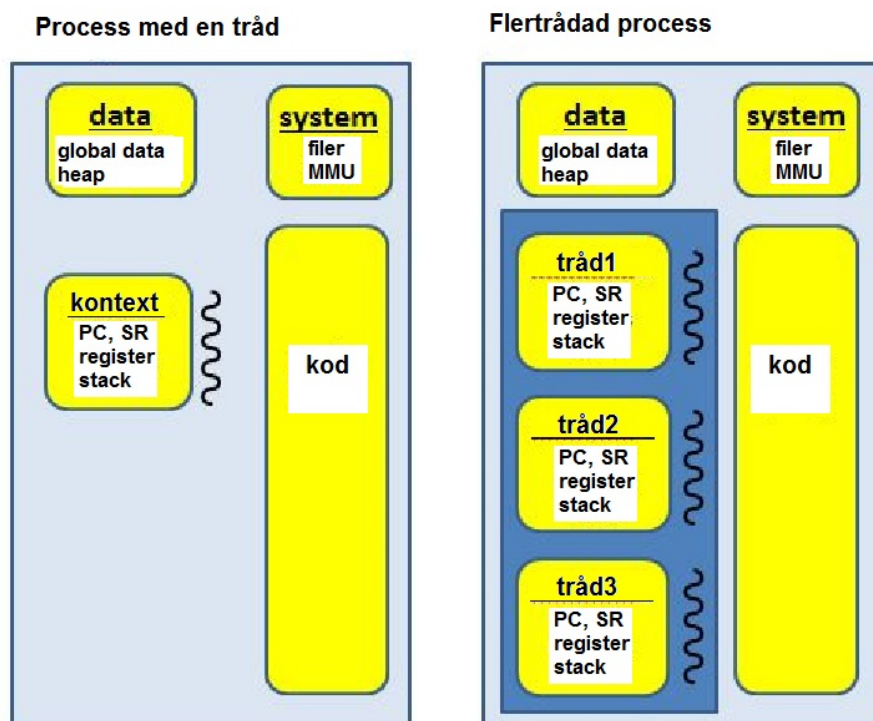 Process med en tråd
data
global data
heap
system
filer
MMU
kontext
PC, SR
register
stack
kod
Flertrådad process
data
global data
heap
system
filer
MMU
tråd1
PC, SR
register
stack
tråd2
PC, SR
register
stack
tråd3
PC, SR
register
stack
kod